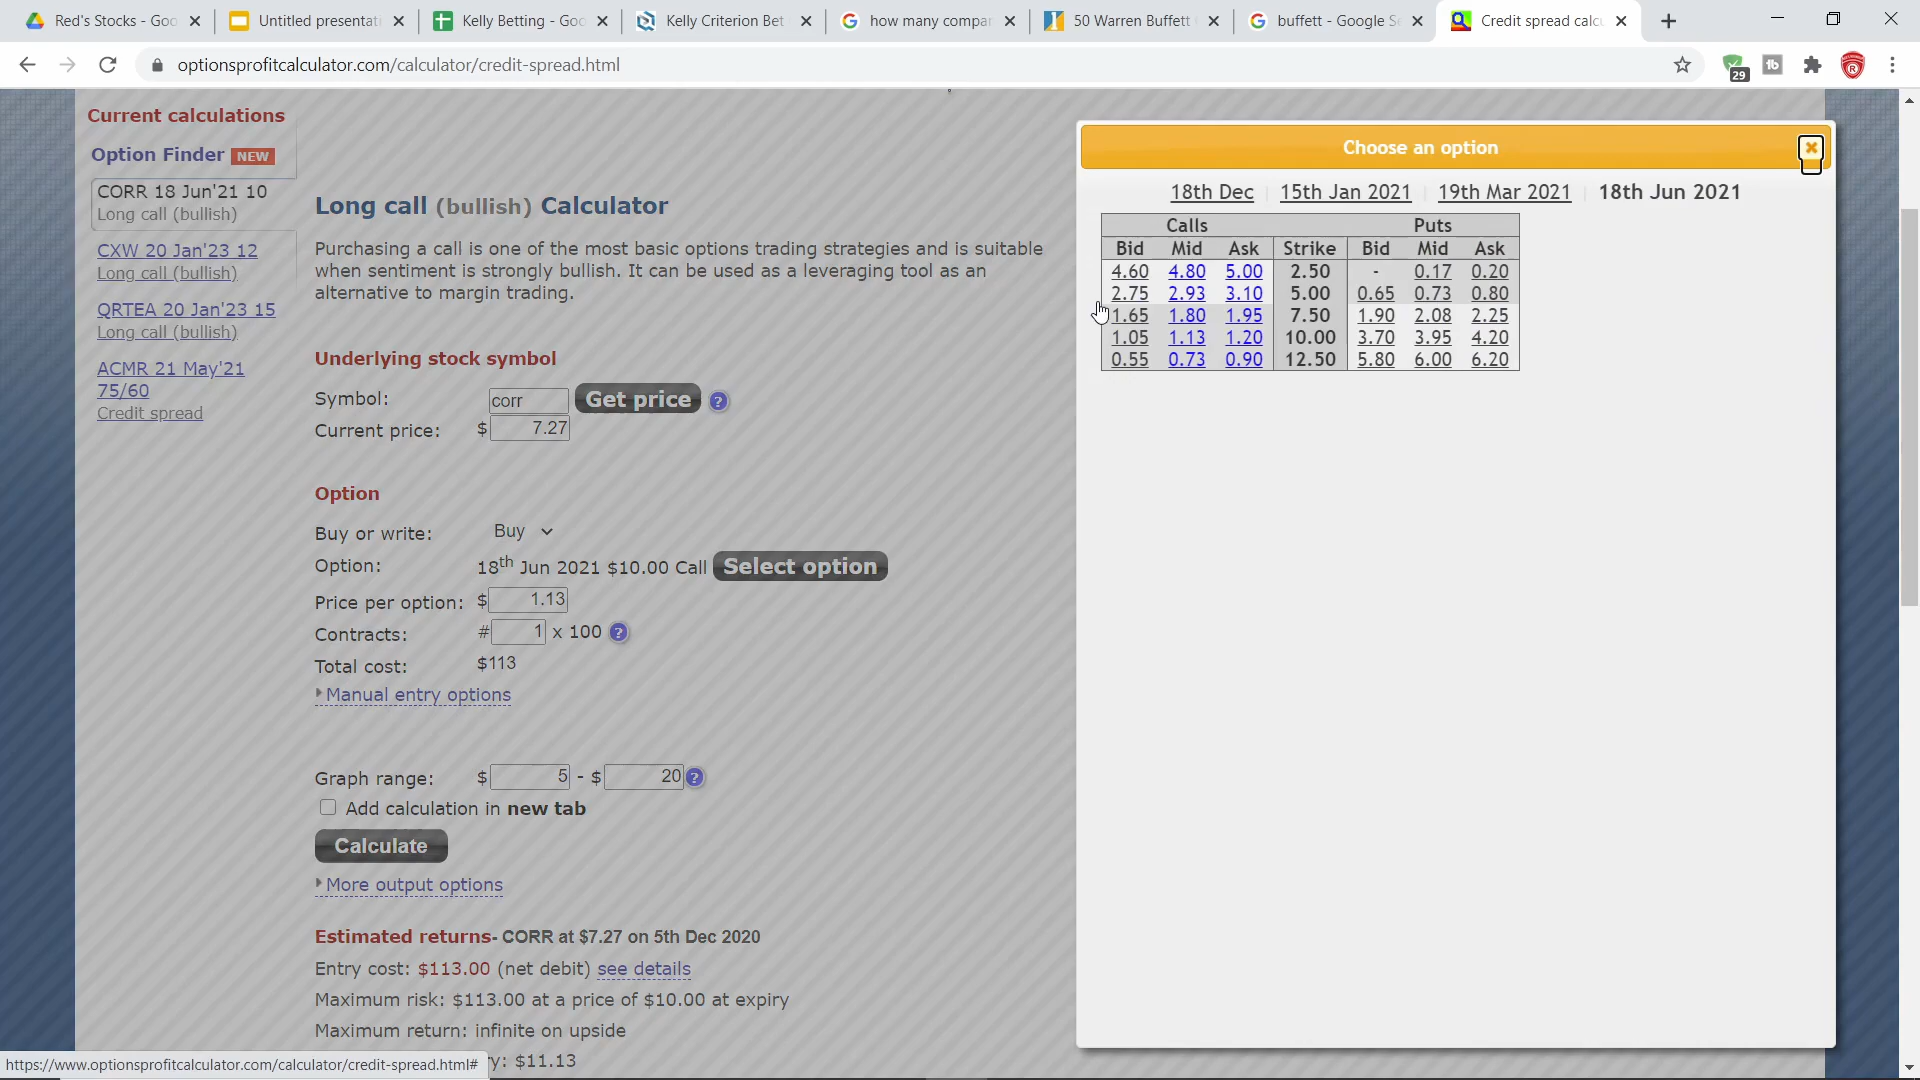 Red's Stocks - Goo
Untitled presentati
Kelly Betting - Goo
Kelly Criterion Bet
how many compan
50 Warren Buffett
buffett - Google Se
Credit spread calcu
optionsprofitcalculator.com/calculator/credit-spread.html
29
tb
R
Current calculations
Option Finder NEW
CORR 18 Jun'21 10
Long call (bullish)
CXW 20 Jan'23 12
Long call (bullish)
QRTEA 20 Jan'23 15
Long call (bullish)
ACMR 21 May'21
75/60
Credit spread
Long call (bullish) Calculator
Purchasing a call is one of the most basic options trading strategies and is suitable
when sentiment is strongly bullish. It can be used as a leveraging tool as an
alternative to margin trading.
Underlying stock symbol
Symbol: corr Get price ?
Current price: $ 7.27
Option
Buy or write: Buy
Option: 18th Jun 2021 $10.00 Call Select option
Price per option: $ 1.13
Contracts: # 1 x 100 ?
Total cost: $113
Manual entry options
Graph range: $ 5 - $ 20 ?
Add calculation in new tab
Calculate
More output options
Estimated returns- CORR at $7.27 on 5th Dec 2020
Entry cost: $113.00 (net debit) see details
Maximum risk: $113.00 at a price of $10.00 at expiry
Maximum return: infinite on upside
y: $11.13
Choose an option
18th Dec 15th Jan 2021 19th Mar 2021 18th Jun 2021
Calls Puts
Bid Mid Ask Strike Bid Mid Ask
4.60 4.80 5.00 2.50 - 0.17 0.20
2.75 2.93 3.10 5.00 0.65 0.73 0.80
1.65 1.80 1.95 7.50 1.90 2.08 2.25
1.05 1.13 1.20 10.00 3.70 3.95 4.20
0.55 0.73 0.90 12.50 5.80 6.00 6.20
https://www.optionsprofitcalculator.com/calculator/credit-spread.html#